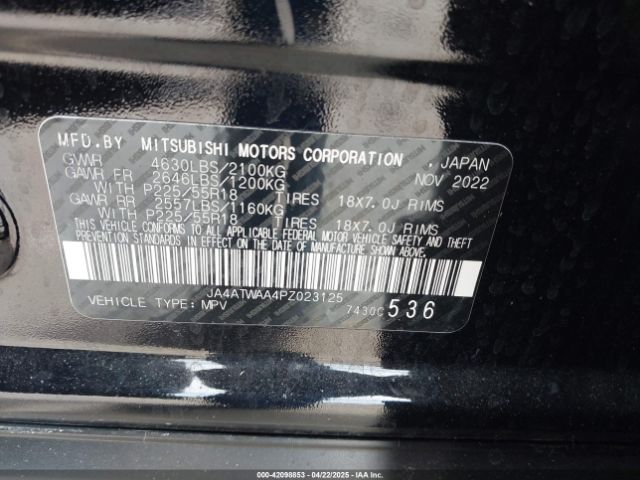 MFD.BY MITSUBISHI MOTORS CORPORATION . JAPAN
GVWR 4630LBS/2100KG NOV 2022
GAWR FR 2646LBS/1200KG
WITH P225/55R18 TIRES 18X7.0J RIMS
GAWR RR 2557LBS/1160KG
WITH P225/55R18 TIRES 18X7.0J RIMS
THIS VEHICLE CONFORMS TO ALL APPLICABLE FEDERAL MOTOR VEHICLE SAFETY AND THEFT
PREVENTION STANDARDS IN EFFECT ON THE DATE OF MANUFACTURE SHOWN ABOVE.
JA4ATWAA4PZ023125
VEHICLE TYPE: MPV 7430C 536
000-42098853 - 04/22/2025 - IAAI - Copart